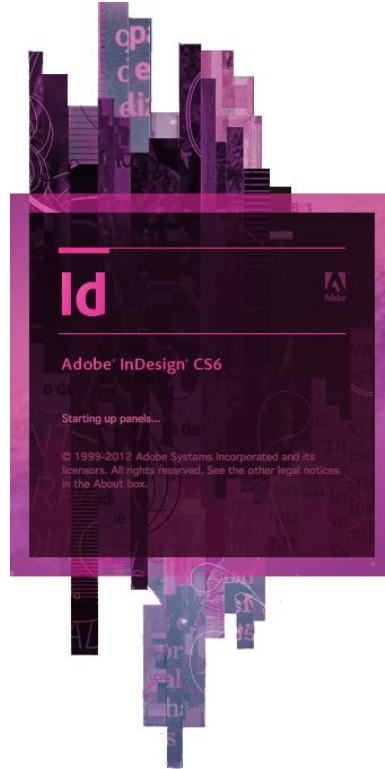 Id
Adobe
Adobe® InDesign® CS6
Starting up panels...
© 1999-2012 Adobe Systems Incorporated and its
licensors. All rights reserved. See the other legal notices
in the About box.